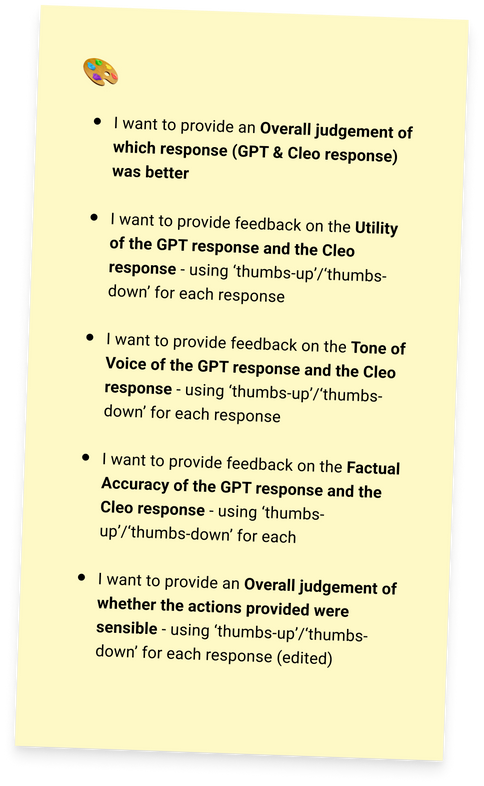 • I want to provide an Overall judgement of
which response (GPT & Cleo response)
was better
• I want to provide feedback on the Utility
of the GPT response and the Cleo
response - using ‘thumbs-up’/‘thumbs-
down’ for each response
• I want to provide feedback on the Tone of
Voice of the GPT response and the Cleo
response - using ‘thumbs-up’/‘thumbs-
down’ for each response
• I want to provide feedback on the Factual
Accuracy of the GPT response and the
Cleo response - using ‘thumbs-
up’/‘thumbs-down’ for each
• I want to provide an Overall judgement of
whether the actions provided were
sensible - using ‘thumbs-up’/‘thumbs-
down’ for each response (edited)